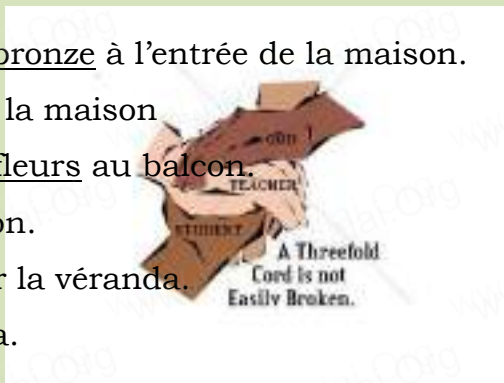 bronze à l’entrée de la maison.
la maison
fleurs au balcon.
on.
r la véranda.
a.
GOD
TEACHER
STUDENT
A Threefold
Cord is not
Easily Broken.